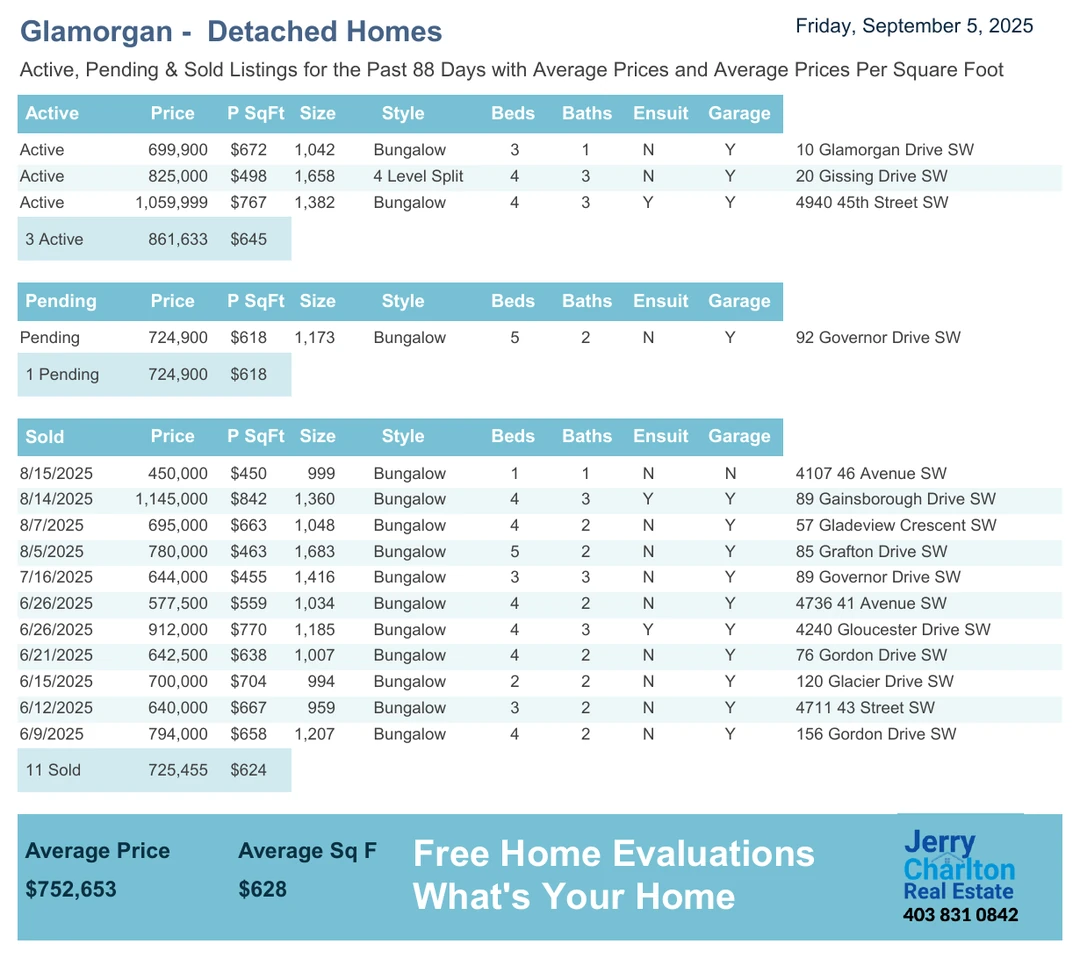 Glamorgan - Detached Homes
Friday, September 5, 2025
Active, Pending & Sold Listings for the Past 88 Days with Average Prices and Average Prices Per Square Foot
Active Price P SqFt Size Style Beds Baths Ensuit Garage
Active 699,900 $672 1,042 Bungalow 3 1 N Y 10 Glamorgan Drive SW
Active 825,000 $498 1,658 4 Level Split 4 3 N Y 20 Gissing Drive SW
Active 1,059,999 $767 1,382 Bungalow 4 3 Y Y 4940 45th Street SW
3 Active 861,633 $645
Pending Price P SqFt Size Style Beds Baths Ensuit Garage
Pending 724,900 $618 1,173 Bungalow 5 2 N Y 92 Governor Drive SW
1 Pending 724,900 $618
Sold Price P SqFt Size Style Beds Baths Ensuit Garage
8/15/2025 450,000 $450 999 Bungalow 1 1 N N 4107 46 Avenue SW
8/14/2025 1,145,000 $842 1,360 Bungalow 4 3 Y Y 89 Gainsborough Drive SW
8/7/2025 695,000 $663 1,048 Bungalow 4 2 N Y 57 Gladeview Crescent SW
8/5/2025 780,000 $463 1,683 Bungalow 5 2 N Y 85 Grafton Drive SW
7/16/2025 644,000 $455 1,416 Bungalow 3 3 N Y 89 Governor Drive SW
6/26/2025 577,500 $559 1,034 Bungalow 4 2 N Y 4736 41 Avenue SW
6/26/2025 912,000 $770 1,185 Bungalow 4 3 Y Y 4240 Gloucester Drive SW
6/21/2025 642,500 $638 1,007 Bungalow 4 2 N Y 76 Gordon Drive SW
6/15/2025 700,000 $704 994 Bungalow 2 2 N Y 120 Glacier Drive SW
6/12/2025 640,000 $667 959 Bungalow 3 2 N Y 4711 43 Street SW
6/9/2025 794,000 $658 1,207 Bungalow 4 2 N Y 156 Gordon Drive SW
11 Sold 725,455 $624
Average Price Average Sq F
$752,653 $628
Free Home Evaluations
What's Your Home
Jerry
Charlton
Real Estate
403 831 0842